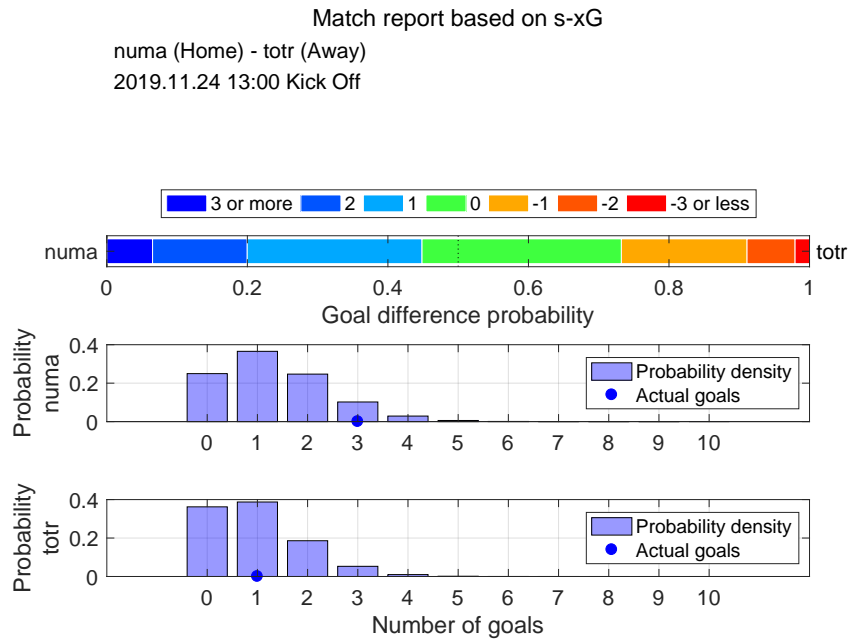 Match report based on s-xG
numa (Home) - totr (Away)
2019.11.24 13:00 Kick Off
3 or more 2 1 0 -1 -2 -3 or less
numa totr
0 0.2 0.4 0.6 0.8 1
Goal difference probability
Probability
numa
0.4
0.2
0
Probability density
Actual goals
0 1 2 3 4 5 6 7 8 9 10
Probability
totr
0.4
0.2
0
Probability density
Actual goals
0 1 2 3 4 5 6 7 8 9 10
Number of goals